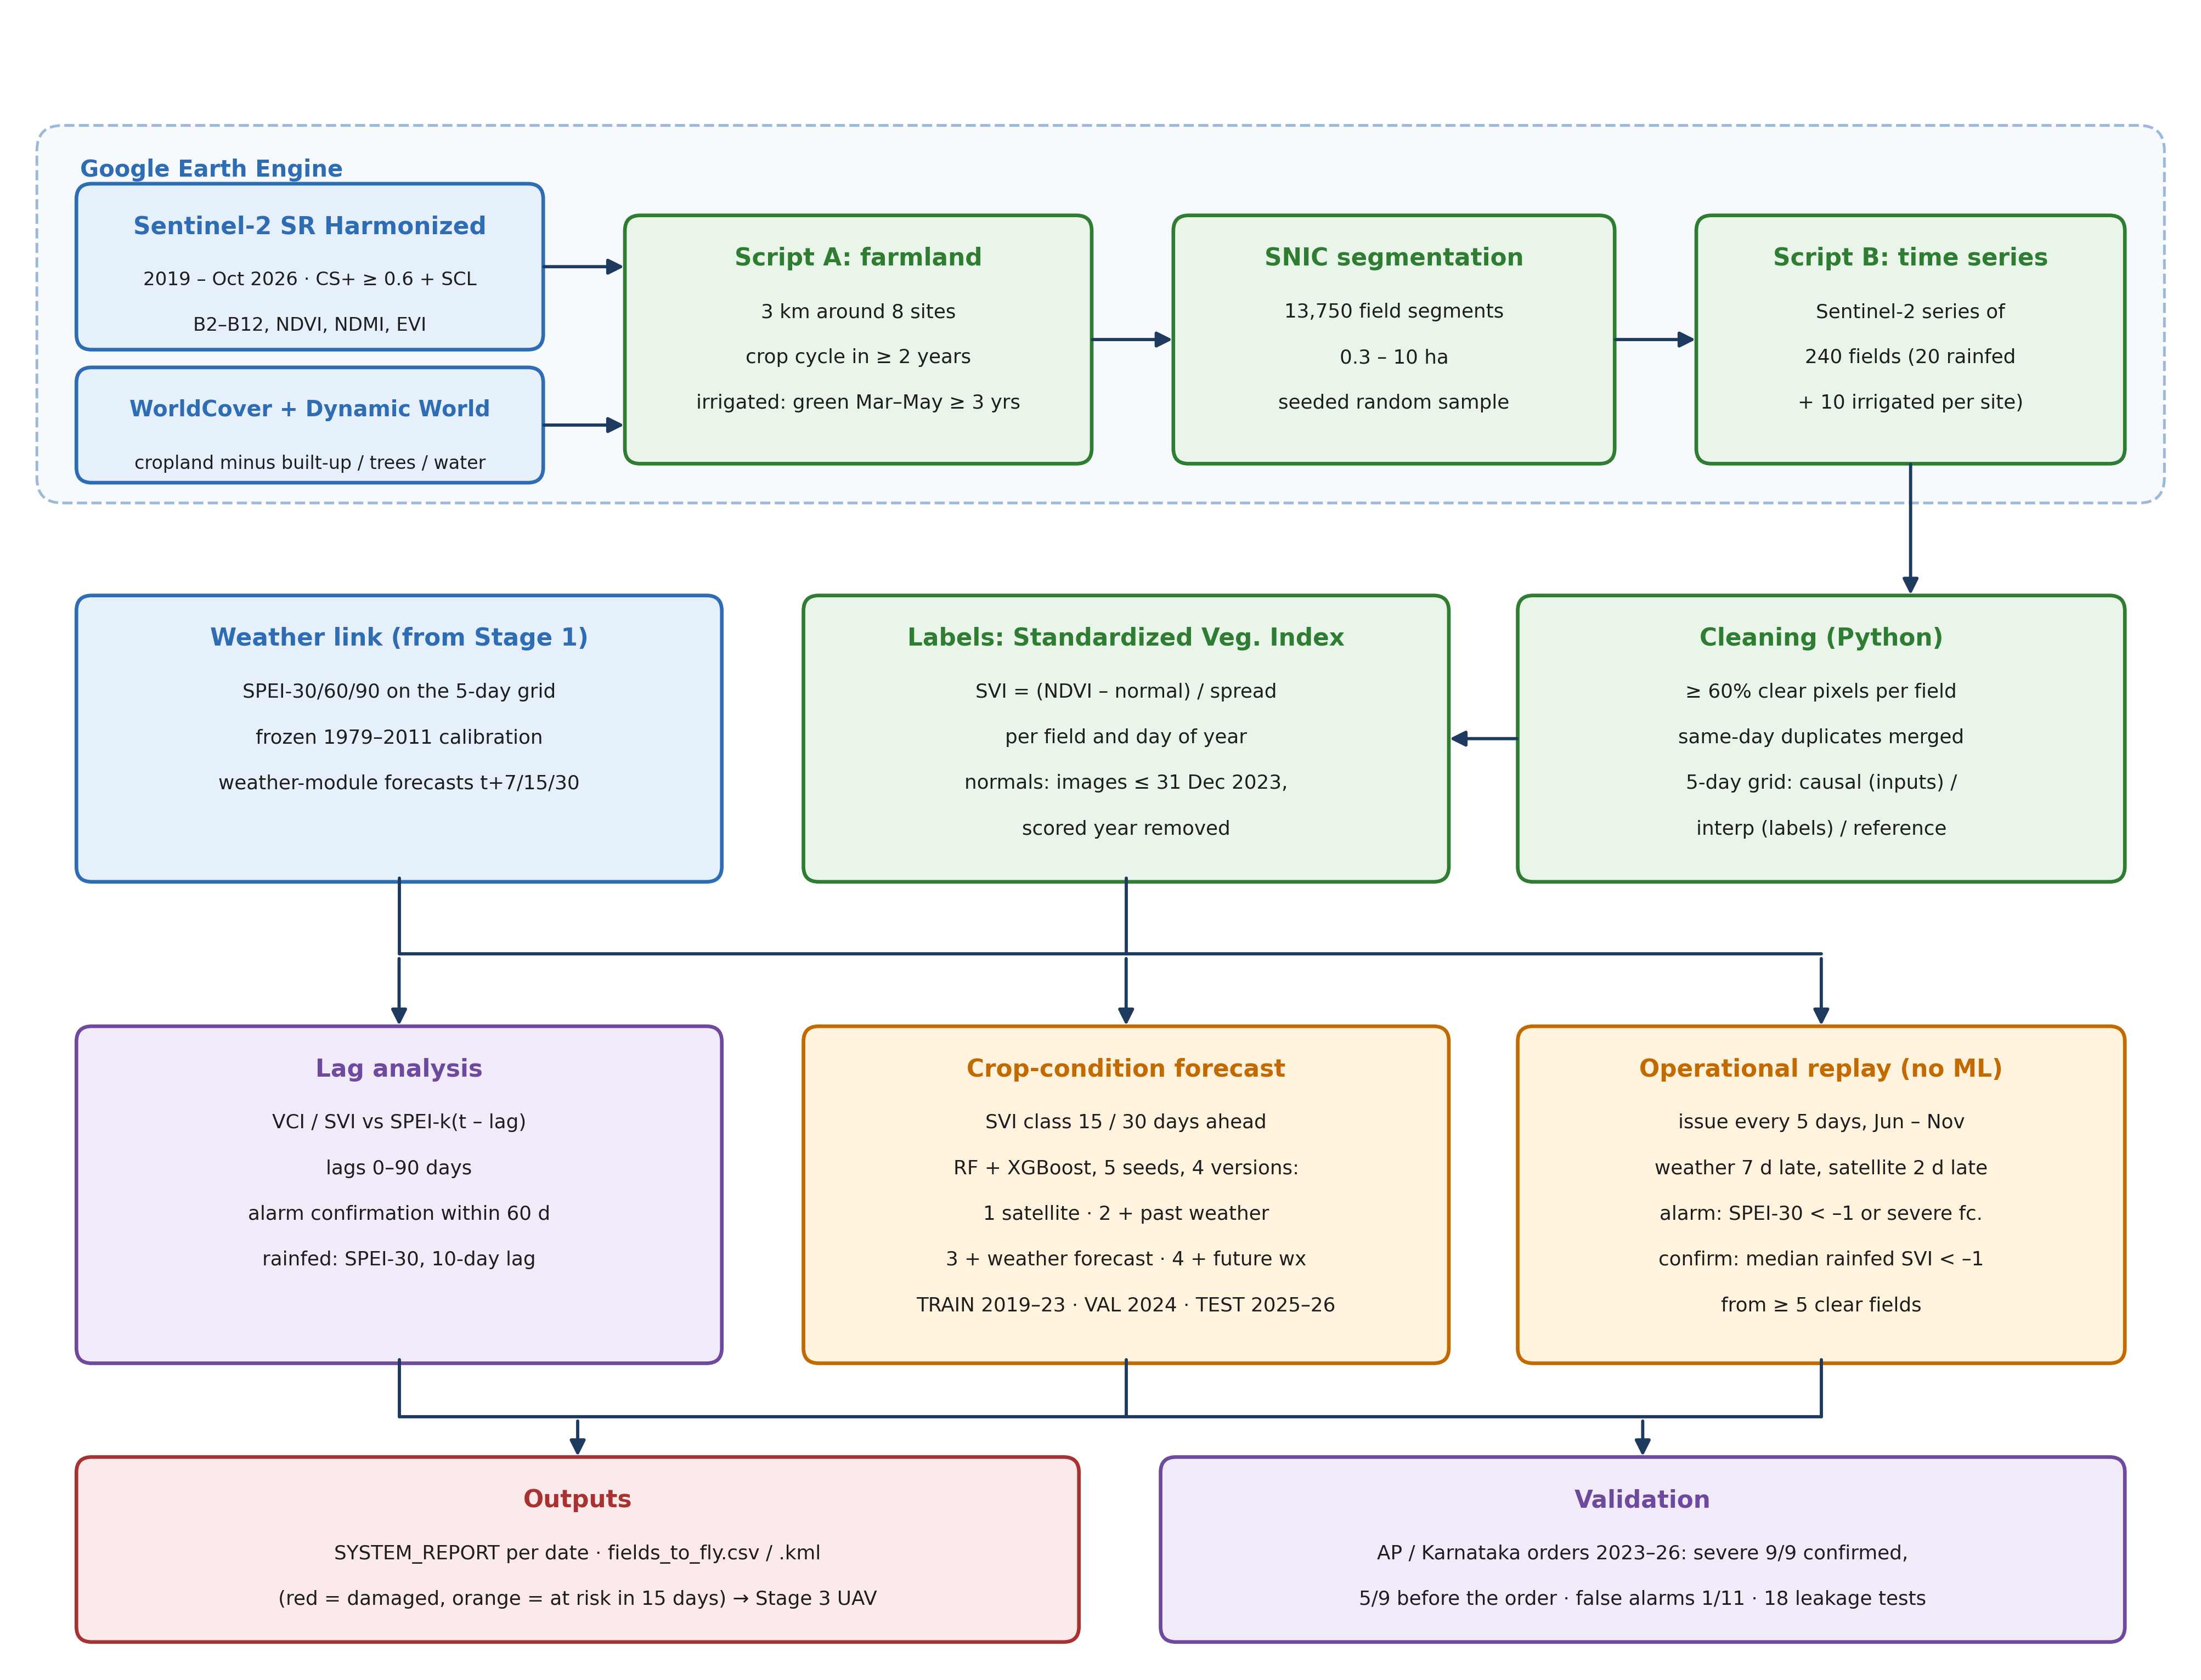 Google Earth Engine
Sentinel-2 SR Harmonized
2019 – Oct 2026 · CS+ ≥ 0.6 + SCL
B2–B12, NDVI, NDMI, EVI
WorldCover + Dynamic World
cropland minus built-up / trees / water
Script A: farmland
3 km around 8 sites
crop cycle in ≥ 2 years
irrigated: green Mar–May ≥ 3 yrs
SNIC segmentation
13,750 field segments
0.3 – 10 ha
seeded random sample
Script B: time series
Sentinel-2 series of
240 fields (20 rainfed
+ 10 irrigated per site)
Weather link (from Stage 1)
SPEI-30/60/90 on the 5-day grid
frozen 1979–2011 calibration
weather-module forecasts t+7/15/30
Labels: Standardized Veg. Index
SVI = (NDVI – normal) / spread
per field and day of year
normals: images ≤ 31 Dec 2023,
scored year removed
Cleaning (Python)
≥ 60% clear pixels per field
same-day duplicates merged
5-day grid: causal (inputs) /
interp (labels) / reference
Lag analysis
VCI / SVI vs SPEI-k(t – lag)
lags 0–90 days
alarm confirmation within 60 d
rainfed: SPEI-30, 10-day lag
Crop-condition forecast
SVI class 15 / 30 days ahead
RF + XGBoost, 5 seeds, 4 versions:
1 satellite · 2 + past weather
3 + weather forecast · 4 + future wx
TRAIN 2019–23 · VAL 2024 · TEST 2025–26
Operational replay (no ML)
issue every 5 days, Jun – Nov
weather 7 d late, satellite 2 d late
alarm: SPEI-30 < –1 or severe fc.
confirm: median rainfed SVI < –1
from ≥ 5 clear fields
Outputs
SYSTEM_REPORT per date · fields_to_fly.csv / .kml
(red = damaged, orange = at risk in 15 days) → Stage 3 UAV
Validation
AP / Karnataka orders 2023–26: severe 9/9 confirmed,
5/9 before the order · false alarms 1/11 · 18 leakage tests